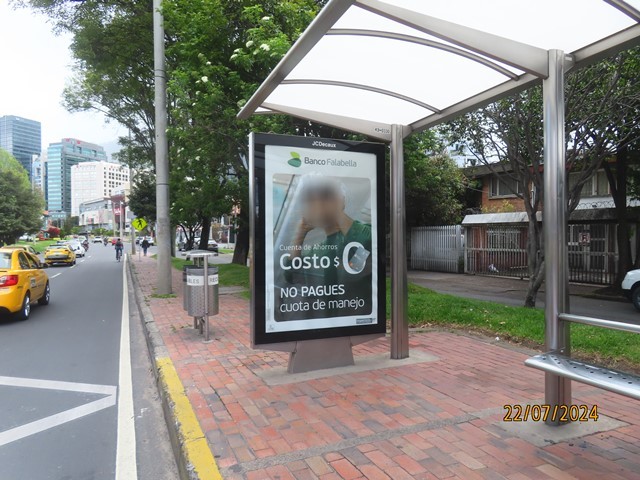 JCDecaux
Banco Falabella
Cuenta de Ahorros
Costo $0
NO PAGUES
cuota de manejo
22/07/2024